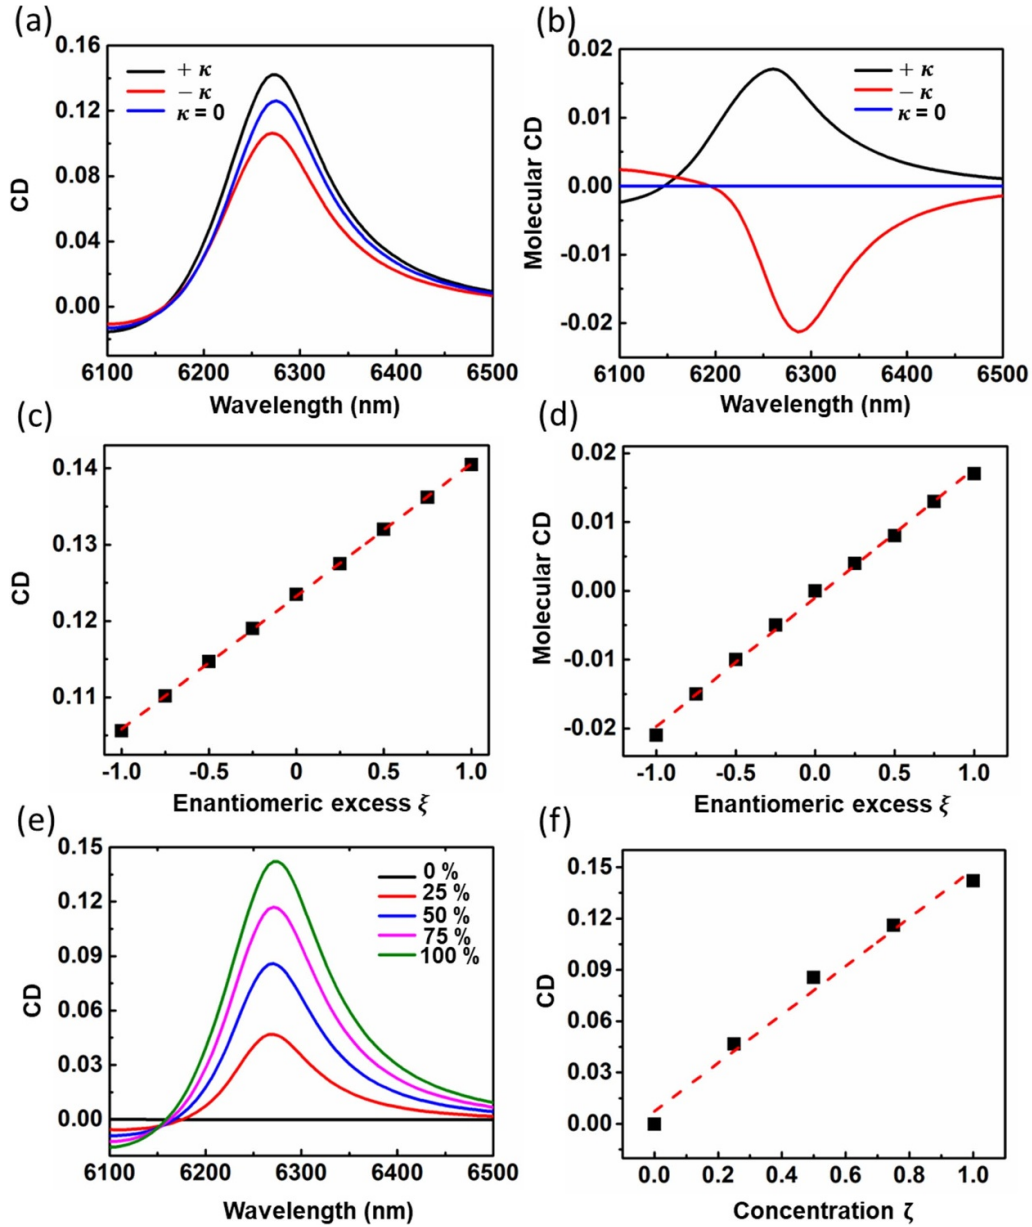 (a)
CD
0.16
0.12
0.08
0.04
0.00
+ κ
− κ
κ = 0
6100 6200 6300 6400 6500
Wavelength (nm)
(b)
Molecular CD
0.02
0.01
0.00
-0.01
-0.02
+ κ
− κ
κ = 0
6100 6200 6300 6400 6500
Wavelength (nm)
(c)
CD
0.14
0.13
0.12
0.11
-1.0 -0.5 0 0.5 1.0
Enantiomeric excess ξ
(d)
Molecular CD
0.02
0.01
0.00
-0.01
-0.02
-1.0 -0.5 0.0 0.5 1.0
Enantiomeric excess ξ
(e)
CD
0.15
0.12
0.09
0.06
0.03
0.00
0 %
25 %
50 %
75 %
100 %
6100 6200 6300 6400 6500
Wavelength (nm)
(f)
CD
0.15
0.12
0.09
0.06
0.03
0.00
0.0 0.2 0.4 0.6 0.8 1.0
Concentration ζ